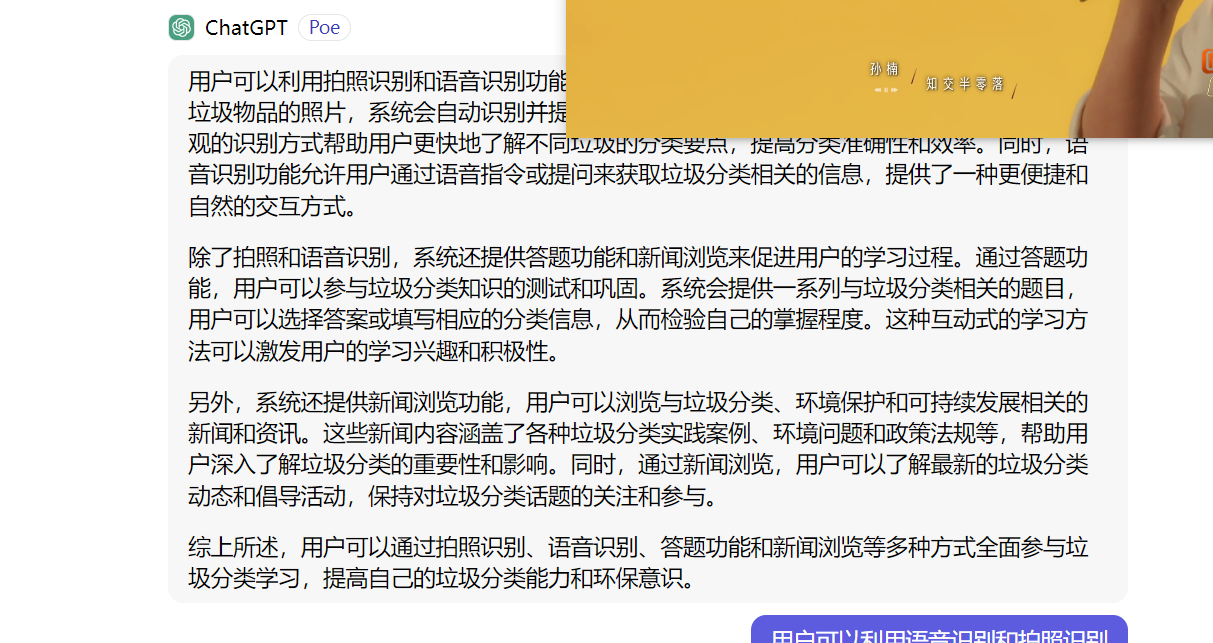 ChatGPT Poe
用户可以利用拍照识别和语音识别功能
垃圾物品的照片，系统会自动识别并提
孙楠
知交半零落
观的识别方式帮助用户更快地了解不同垃圾的分类要点，提高分类准确性和效率。同时，语
音识别功能允许用户通过语音指令或提问来获取垃圾分类相关的信息，提供了一种更便捷和
自然的交互方式。
除了拍照和语音识别，系统还提供答题功能和新闻浏览来促进用户的学习过程。通过答题功
能，用户可以参与垃圾分类知识的测试和巩固。系统会提供一系列与垃圾分类相关的题目，
用户可以选择答案或填写相应的分类信息，从而检验自己的掌握程度。这种互动式的学习方
法可以激发用户的学习兴趣和积极性。
另外，系统还提供新闻浏览功能，用户可以浏览与垃圾分类、环境保护和可持续发展相关的
新闻和资讯。这些新闻内容涵盖了各种垃圾分类实践案例、环境问题和政策法规等，帮助用
户深入了解垃圾分类的重要性和影响。同时，通过新闻浏览，用户可以了解最新的垃圾分类
动态和倡导活动，保持对垃圾分类话题的关注和参与。
综上所述，用户可以通过拍照识别、语音识别、答题功能和新闻浏览等多种方式全面参与垃
圾分类学习，提高自己的垃圾分类能力和环保意识。
用户可以利用语音识别和拍照识别